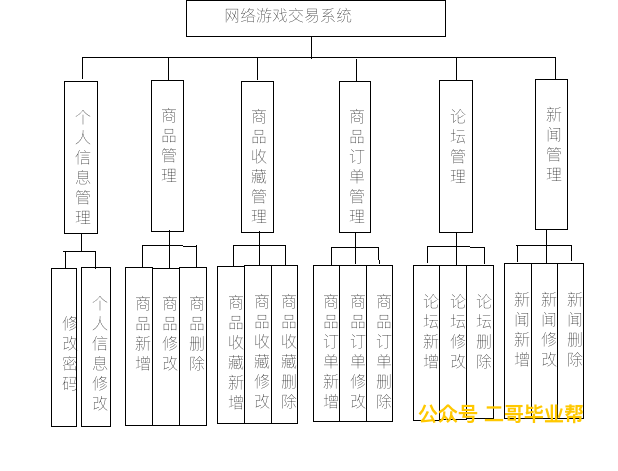 网络游戏交易系统
个人信息管理
商品管理
商品收藏管理
商品订单管理
论坛管理
新闻管理
修改密码
个人信息修改
商品新增
商品修改
商品删除
商品收藏新增
商品收藏修改
商品收藏删除
商品订单新增
商品订单修改
商品订单删除
论坛新增
论坛修改
论坛删除
新闻新增
新闻修改
新闻删除
公众号 二哥毕业帮